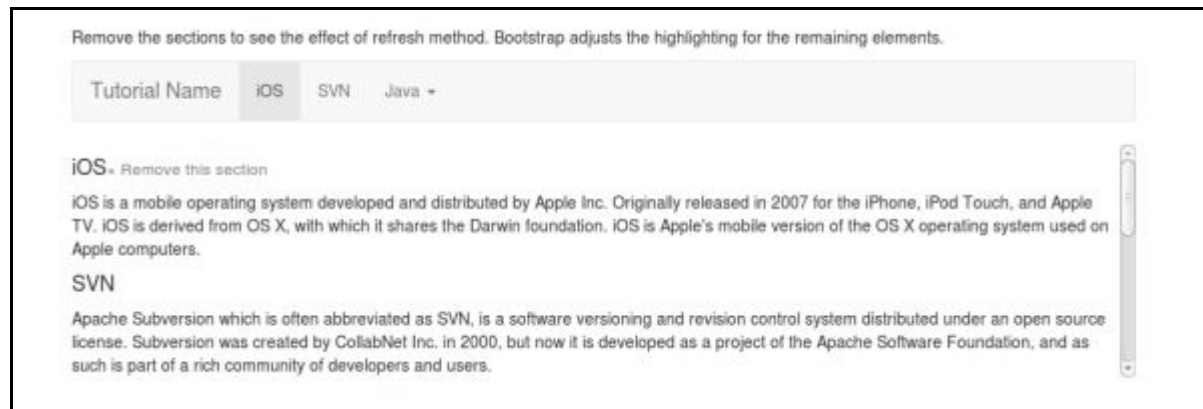 Remove the sections to see the effect of refresh method. Bootstrap adjusts the highlighting for the remaining elements.
Tutorial Name iOS SVN Java
iOS. Remove this section
iOS is a mobile operating system developed and distributed by Apple Inc. Originally released in 2007 for the iPhone, iPod Touch, and Apple
TV. iOS is derived from OS X, with which it shares the Darwin foundation. iOS is Apple's mobile version of the OS X operating system used on
Apple computers.
SVN
Apache Subversion which is often abbreviated as SVN, is a software versioning and revision control system distributed under an open source
license. Subversion was created by CollabNet Inc. in 2000, but now it is developed as a project of the Apache Software Foundation, and as
such is part of a rich community of developers and users.